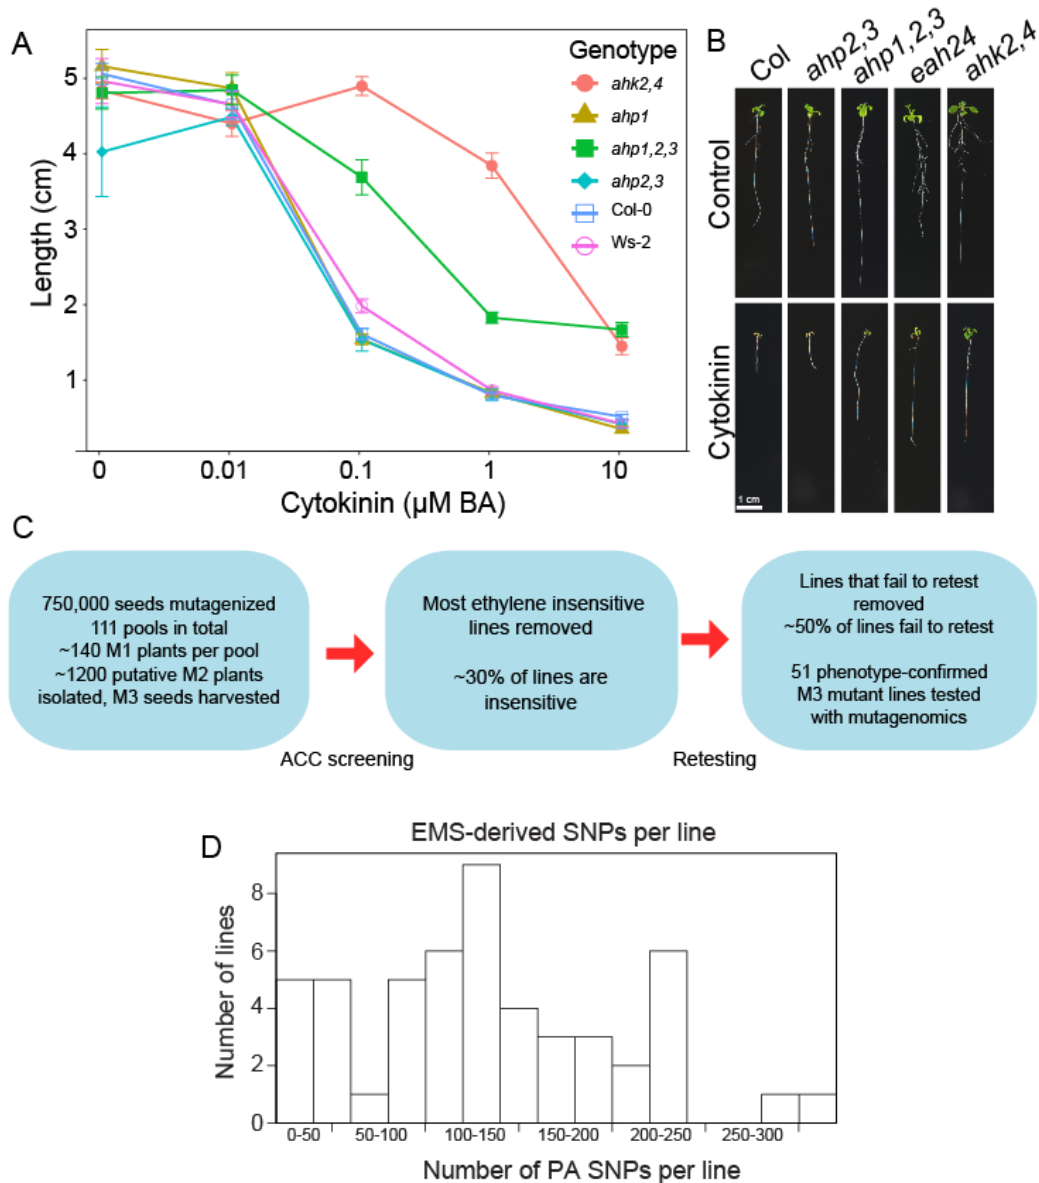 A
Genotype
ahk2,4
ahp1
ahp1,2,3
ahp2,3
Col-0
Ws-2
Length (cm)
5
4
3
2
1
0
0.01
0.1
1
10
Cytokinin (µM BA)
B
Col
ahp2,3
ahp1,2,3
eah24
ahk2,4
Control
Cytokinin
1 cm
C
750,000 seeds mutagenized
111 pools in total
~140 M1 plants per pool
~1200 putative M2 plants
isolated, M3 seeds harvested
ACC screening
Most ethylene insensitive
lines removed
~30% of lines are
insensitive
Retesting
Lines that fail to retest
removed
~50% of lines fail to retest
51 phenotype-confirmed
M3 mutant lines tested
with mutagenomics
D
EMS-derived SNPs per line
Number of lines
8
6
4
2
0
0-50
50-100
100-150
150-200
200-250
250-300
Number of PA SNPs per line